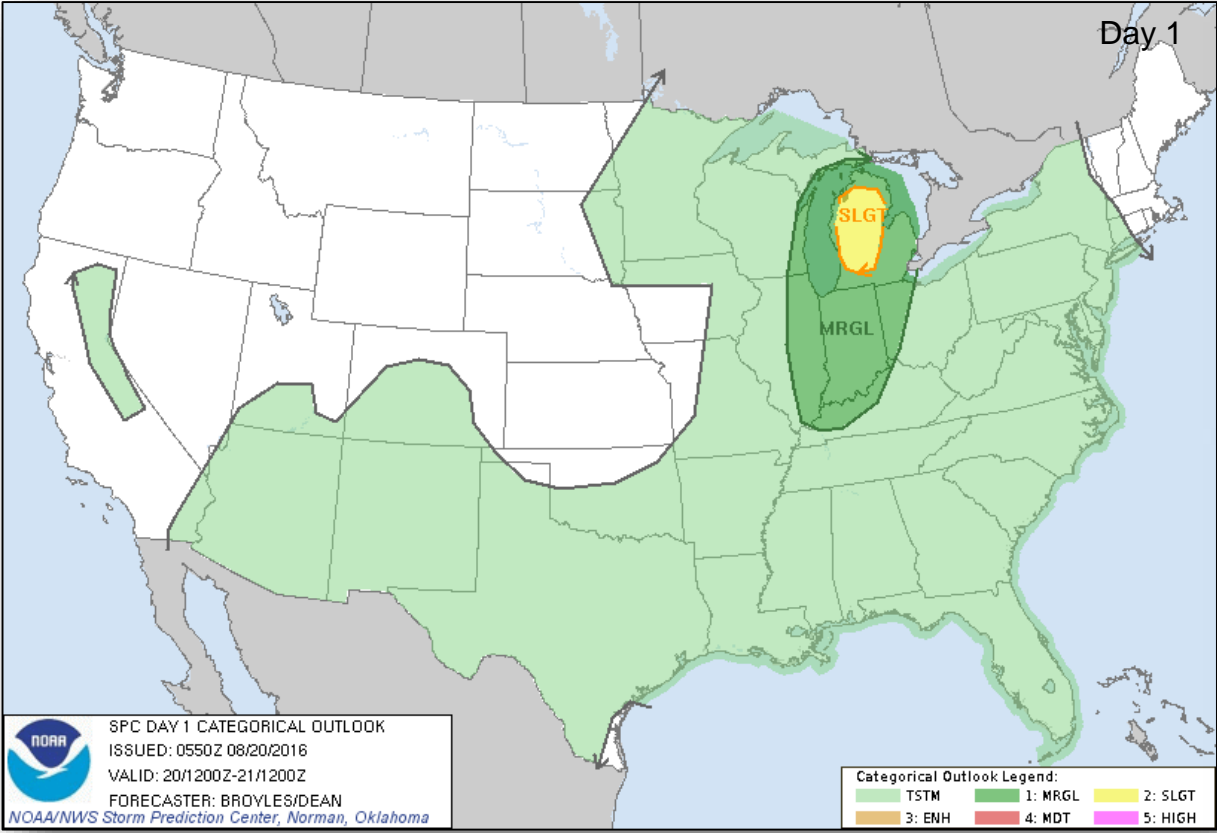 Day 1
SLGT
MRGL
NOAA
SPC DAY 1 CATEGORICAL OUTLOOK
ISSUED: 0550Z 08/20/2016
VALID: 20/1200Z-21/1200Z
FORECASTER: BROYLES/DEAN
NOAA/NWS Storm Prediction Center, Norman, Oklahoma
Categorical Outlook Legend:
TSTM 1: MRGL 2: SLGT
3: ENH 4: MDT 5: HIGH